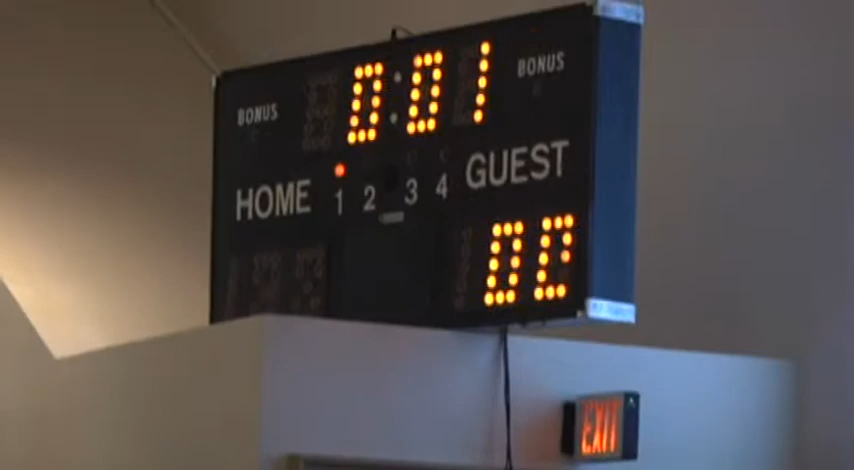 0:01
BONUS BONUS
HOME 1 2 3 4 GUEST
00
EXIT